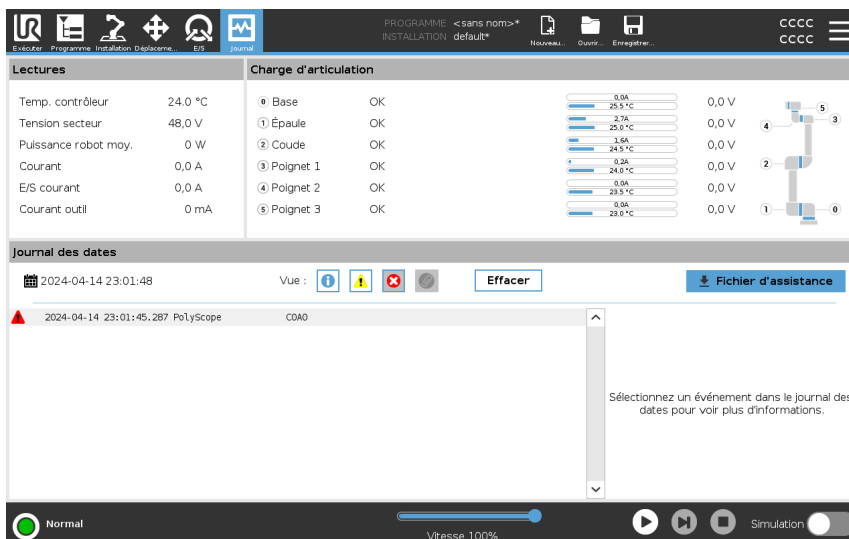 PROGRAMME <sans nom>*
INSTALLATION default*
UR
Exécuter Programme Installation Déplaceme... E/S Journal
Nouveau... Ouvrir... Enregistrer...
CCCC
CCCC
Lectures
Charge d'articulation
Temp. contrôleur 24.0 °C
Tension secteur 48,0 V
Puissance robot moy. 0 W
Courant 0,0 A
E/S courant 0,0 A
Courant outil 0 mA
0 Base OK 0,0A 25.5 °C 0,0 V
1 Épaule OK 2,7A 25.0 °C 0,0 V
2 Coude OK 1,6A 24.5 °C 0,0 V
3 Poignet 1 OK 0,2A 24.0 °C 0,0 V
4 Poignet 2 OK 0,0A 23.5 °C 0,0 V
5 Poignet 3 OK 0,0A 23.0 °C 0,0 V
5
3
4
2
1
0
Journal des dates
2024-04-14 23:01:48
Vue :
Effacer
Fichier d'assistance
2024-04-14 23:01:45.287 PolyScope C0A0
Sélectionnez un événement dans le journal des
dates pour voir plus d'informations.
Normal
Vitesse 100%
Simulation